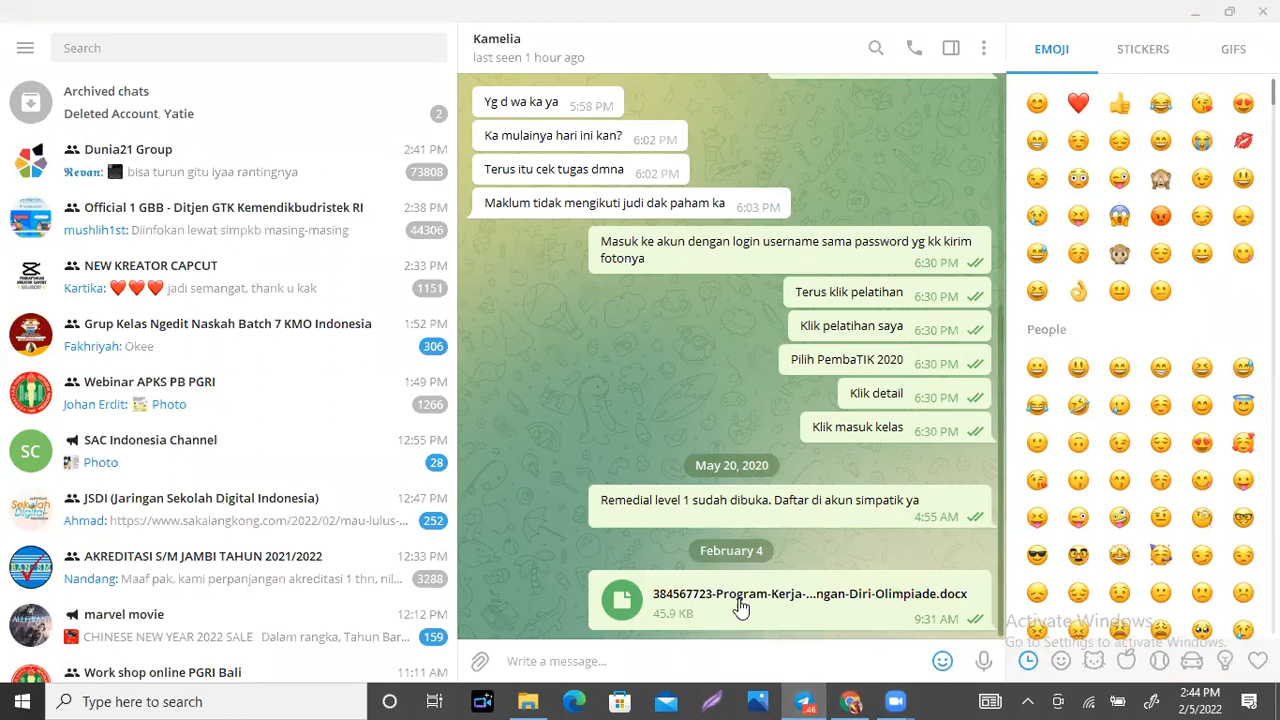 Search
Archived chats
Deleted Account, Yatie
2
Dunia21 Group
2:41 PM
Revan: bisa turun gitu iyaa rantingnya
73808
Official 1 GBB - Ditjen GTK Kemendikbudristek RI
2:38 PM
mushlih1st: Diinfokan lewat simpkb masing-masing
44306
NEW KREATOR CAPCUT
2:33 PM
Kartika: ❤️❤️❤️ jadi semangat, thank u kak
1151
Grup Kelas Ngedit Naskah Batch 7 KMO Indonesia
1:52 PM
Fakhriyah: Okee
306
Webinar APKS PB PGRI
1:49 PM
Johan Erdit: Photo
1266
SC
SAC Indonesia Channel
12:55 PM
Photo
28
JSDI (Jaringan Sekolah Digital Indonesia)
12:47 PM
Ahmad: https://www.sakalangkong.com/2022/02/mau-lulus-...
252
AKREDITASI S/M JAMBI TAHUN 2021/2022
12:33 PM
Nandang: Maaf pak, kami perpanjangan akreditasi 1 thn, nil...
3288
marvel movie
12:12 PM
CHINESE NEW YEAR 2022 SALE Dalam rangka, Tahun Bar...
159
Work shop online PGRI Bali
11:11 AM
Kamelia
last seen 1 hour ago
Yg d wa ka ya 5:58 PM
Ka mulainya hari ini kan? 6:02 PM
Terus itu cek tugas dmna 6:02 PM
Maklum tidak mengikuti judi dak paham ka 6:03 PM
Masuk ke akun dengan login username sama password yg kk kirim
fotonya 6:30 PM
Terus klik pelatihan 6:30 PM
Klik pelatihan saya 6:30 PM
Pilih PembaTIK 2020 6:30 PM
Klik detail 6:30 PM
Klik masuk kelas 6:30 PM
May 20, 2020
Remedial level 1 sudah dibuka. Daftar di akun simpatik ya
4:55 AM
February 4
384567723-Program-Kerja-...ngan-Diri-Olimpiade.docx
45.9 KB
9:31 AM
Write a message...
EMOJI STICKERS GIFS
People
Activate Windows
Go to Settings to activate Windows.
Type here to search
..46
2:44 PM
2/5/2022